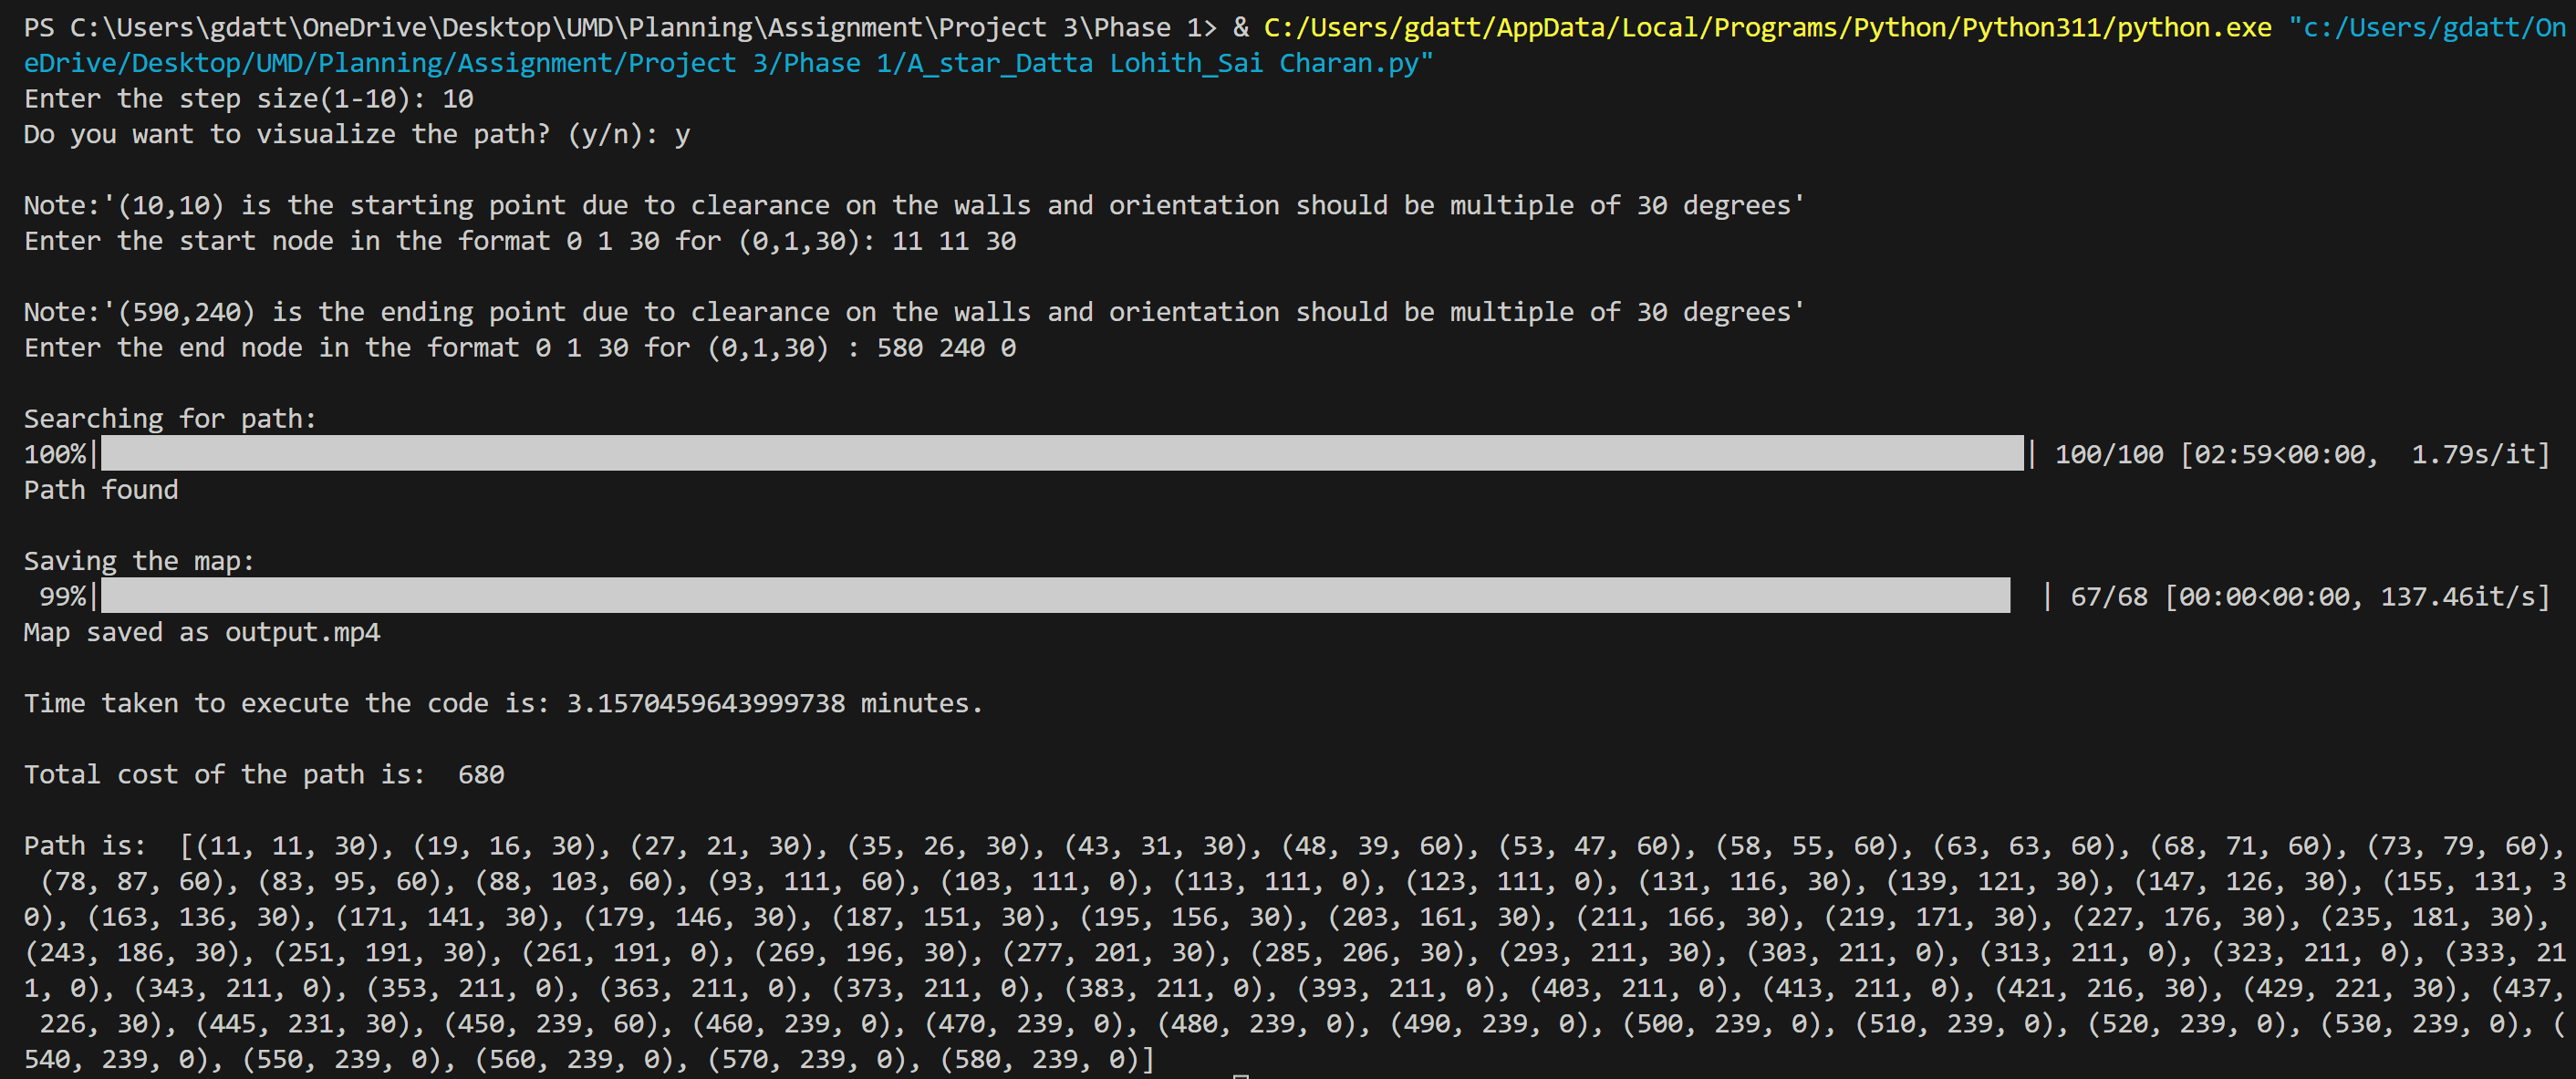 PS C:\Users\gdatt\OneDrive\Desktop\UMD\Planning\Assignment\Project 3\Phase 1> & C:/Users/gdatt/AppData/Local/Programs/Python/Python311/python.exe "c:/Users/gdatt/On
eDrive/Desktop/UMD/Planning/Assignment/Project 3/Phase 1/A_star_Datta Lohith_Sai Charan.py"
Enter the step size(1-10): 10
Do you want to visualize the path? (y/n): y
Note:'(10,10) is the starting point due to clearance on the walls and orientation should be multiple of 30 degrees'
Enter the start node in the format 0 1 30 for (0,1,30): 11 11 30
Note:'(590,240) is the ending point due to clearance on the walls and orientation should be multiple of 30 degrees'
Enter the end node in the format 0 1 30 for (0,1,30) : 580 240 0
Searching for path:
100%|| 100/100 [02:59<00:00,  1.79s/it]
Path found
Saving the map:
 99%|| 67/68 [00:00<00:00, 137.46it/s]
Map saved as output.mp4
Time taken to execute the code is: 3.1570459643999738 minutes.
Total cost of the path is:  680
Path is:  [(11, 11, 30), (19, 16, 30), (27, 21, 30), (35, 26, 30), (43, 31, 30), (48, 39, 60), (53, 47, 60), (58, 55, 60), (63, 63, 60), (68, 71, 60), (73, 79, 60),
 (78, 87, 60), (83, 95, 60), (88, 103, 60), (93, 111, 60), (103, 111, 0), (113, 111, 0), (123, 111, 0), (131, 116, 30), (139, 121, 30), (147, 126, 30), (155, 131, 3
0), (163, 136, 30), (171, 141, 30), (179, 146, 30), (187, 151, 30), (195, 156, 30), (203, 161, 30), (211, 166, 30), (219, 171, 30), (227, 176, 30), (235, 181, 30),
(243, 186, 30), (251, 191, 30), (261, 191, 0), (269, 196, 30), (277, 201, 30), (285, 206, 30), (293, 211, 30), (303, 211, 0), (313, 211, 0), (323, 211, 0), (333, 21
1, 0), (343, 211, 0), (353, 211, 0), (363, 211, 0), (373, 211, 0), (383, 211, 0), (393, 211, 0), (403, 211, 0), (413, 211, 0), (421, 216, 30), (429, 221, 30), (437,
 226, 30), (445, 231, 30), (450, 239, 60), (460, 239, 0), (470, 239, 0), (480, 239, 0), (490, 239, 0), (500, 239, 0), (510, 239, 0), (520, 239, 0), (530, 239, 0), (
540, 239, 0), (550, 239, 0), (560, 239, 0), (570, 239, 0), (580, 239, 0)]